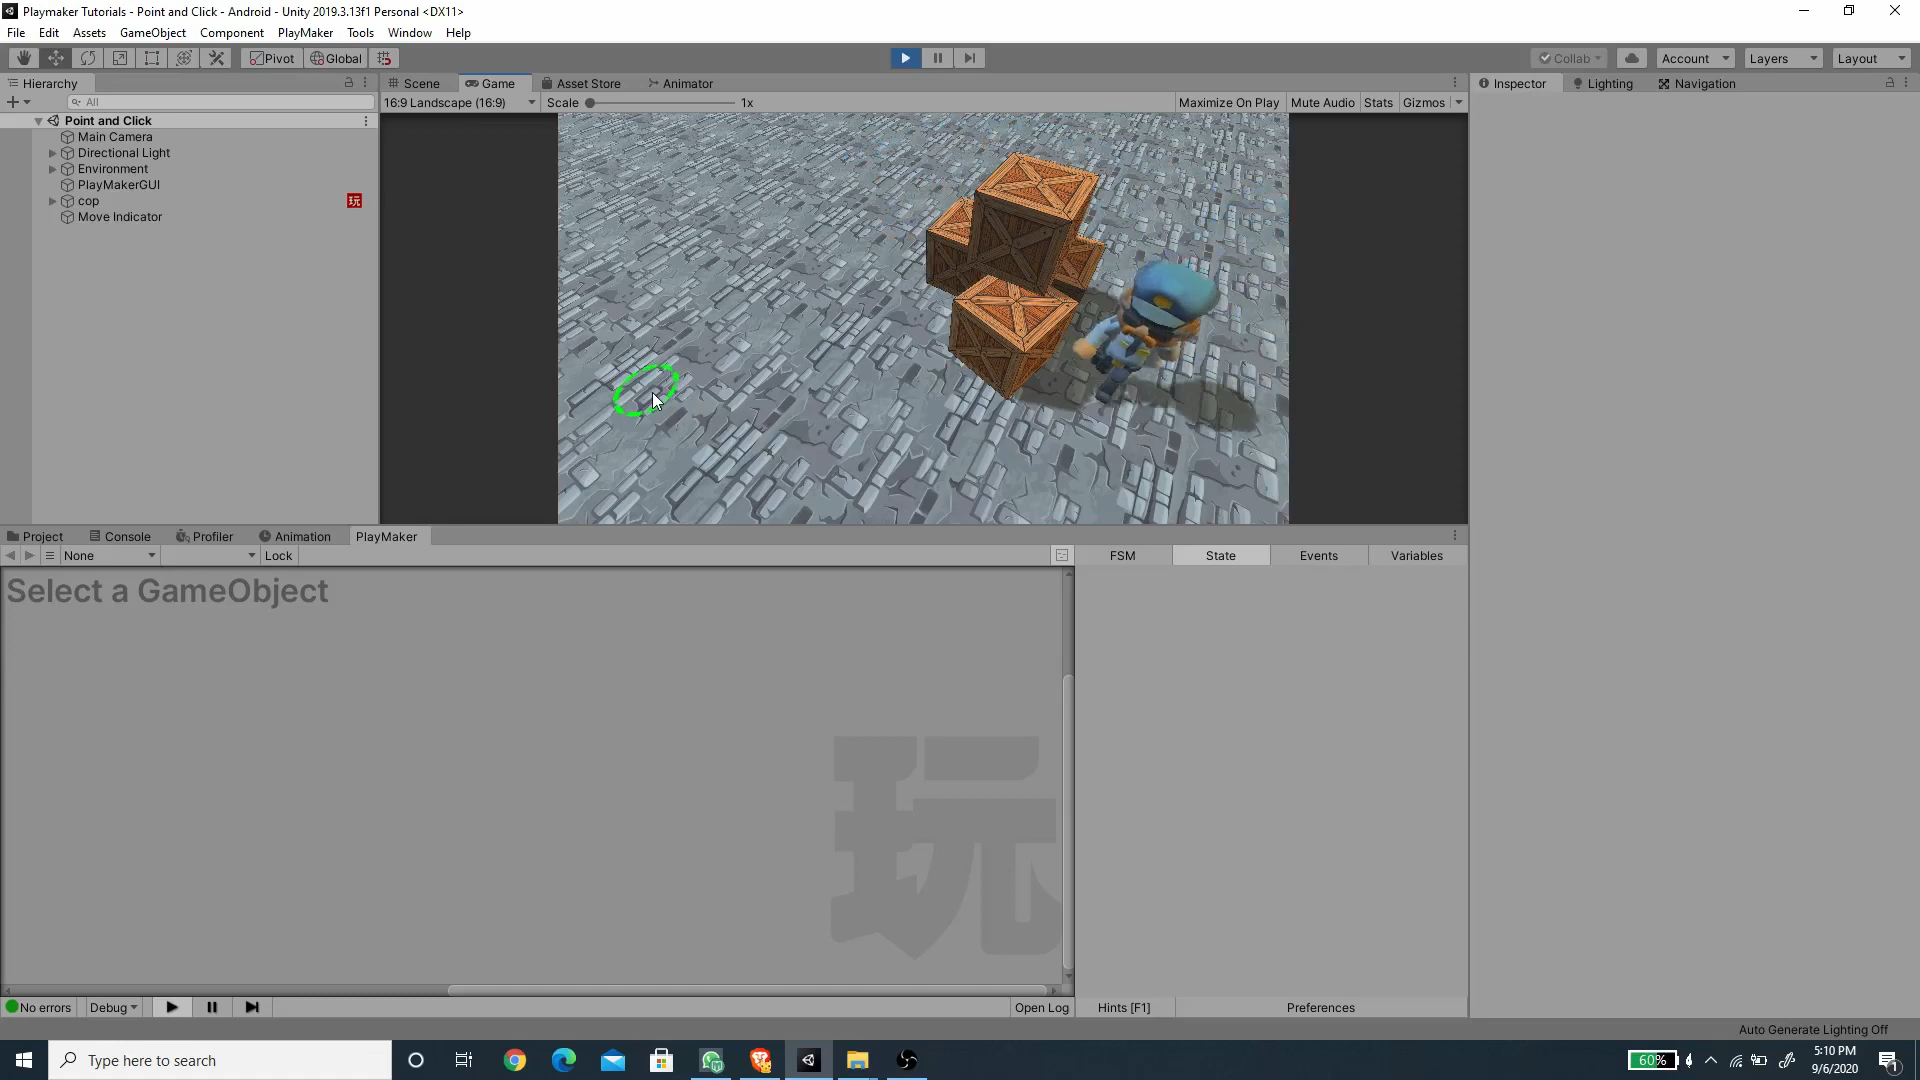 Playmaker Tutorials - Point and Click - Android - Unity 2019.3.13f1 Personal <DX11>
File Edit Assets GameObject Component PlayMaker Tools Window Help
Pivot Global Collab Account Layers Layout
Hierarchy Scene Game Asset Store Animator Inspector Lighting Navigation
All 16:9 Landscape (16:9) Scale 1x Maximize On Play Mute Audio Stats Gizmos
Point and Click
Main Camera
Directional Light
Environment
PlayMakerGUI
cop 玩
Move Indicator
Project Console Profiler Animation PlayMaker
None Lock FSM State Events Variables
Select a GameObject
玩
No errors Debug Open Log Hints [F1] Preferences
Auto Generate Lighting Off
Type here to search 60% 5:10 PM
9/6/2020 1